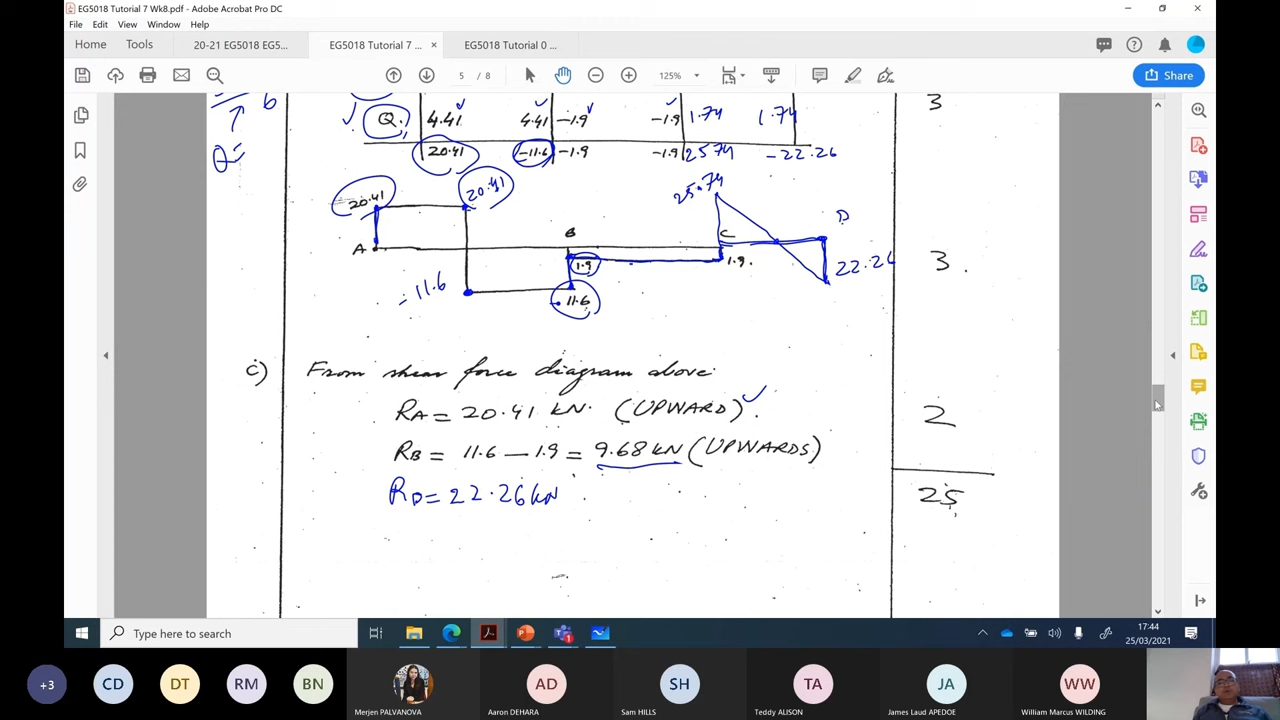 EG5018 Tutorial 7 Wk8.pdf - Adobe Acrobat Pro DC
File Edit View Window Help
Home Tools 20-21 EG5018 EG5... EG5018 Tutorial 7 ... × EG5018 Tutorial 0 ...
5 / 8 125% Share
b 3
Q. 4.41 4.41 -1.9 -1.9 1.74 1.74
20.41 -11.6 -1.9 -1.9 25.74 -22.26
20.41 20.41 25.74
A B C D
1.9 1.9. 22.26 3.
-11.6 -11.6
c) From shear force diagram above
RA = 20.41 KN. (UPWARD) ✓. 2
RB = 11.6 - 1.9 = 9.68 KN (UPWARDS)
RD = 22.26 kN 25
Type here to search
17:44
25/03/2021
+3 CD DT RM BN AD SH TA JA WW
Merjen PALVANOVA Aaron DEHARA Sam HILLS Teddy ALISON James Laud APEDOE William Marcus WILDING